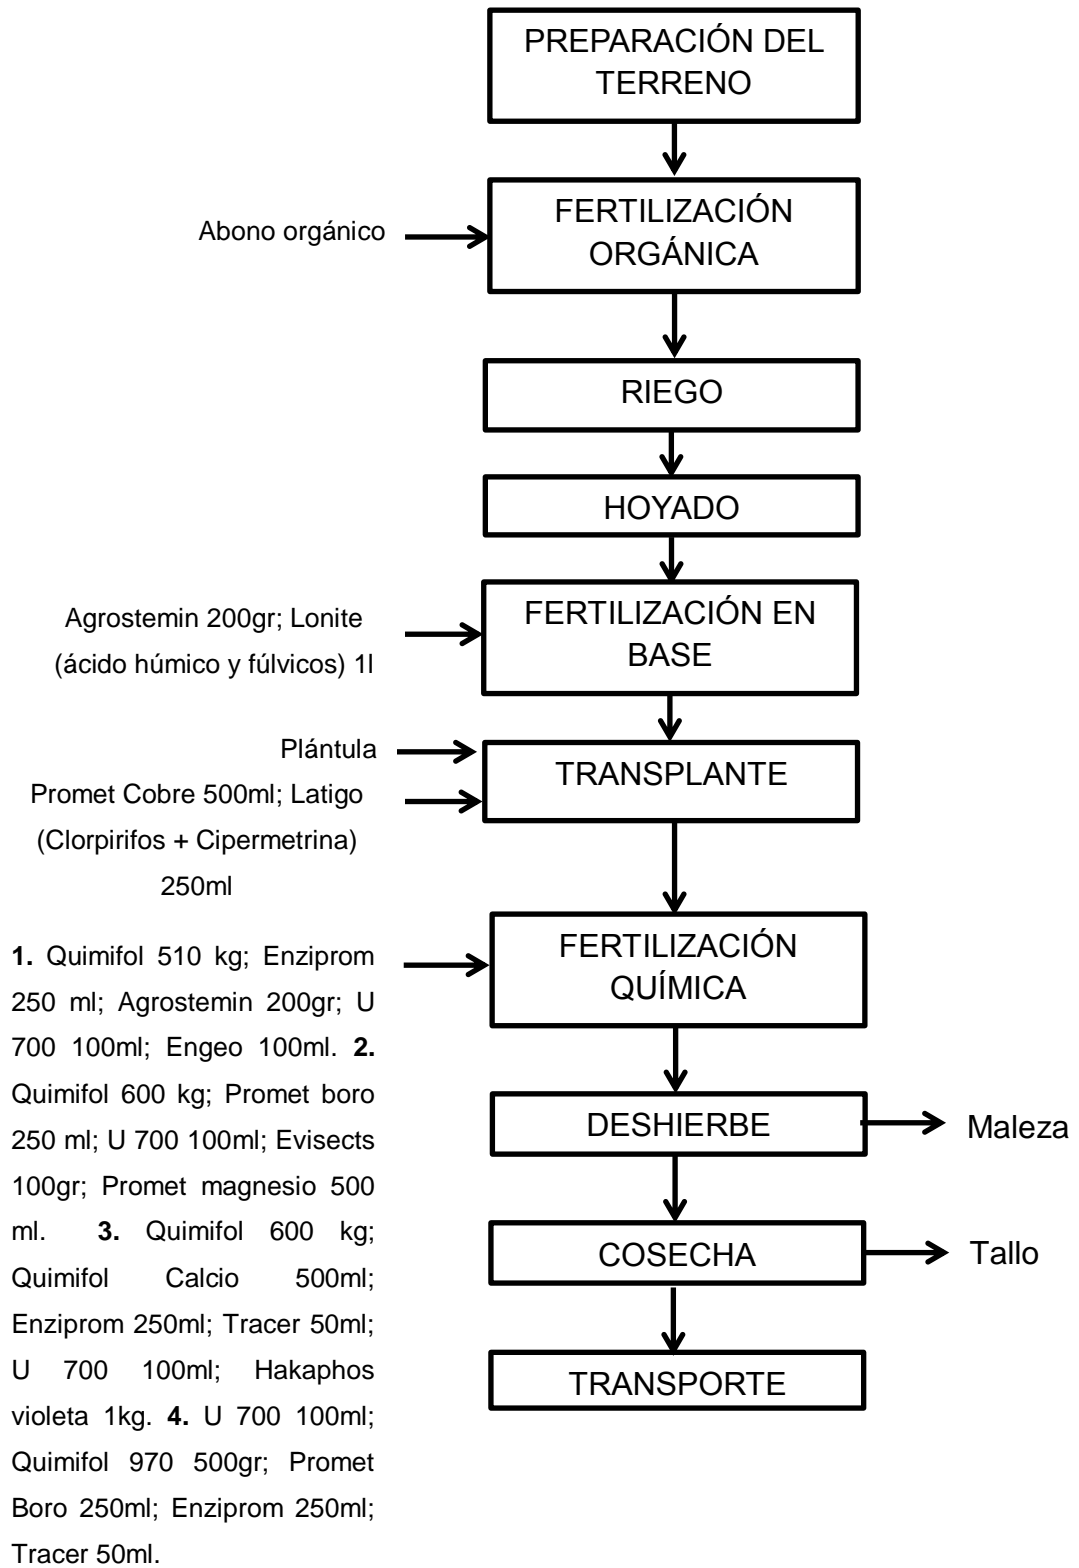 PREPARACIÓN DEL
TERRENO
Abono orgánico
FERTILIZACIÓN
ORGÁNICA
RIEGO
HOYADO
Agrostemin 200gr; Lonite
(ácido húmico y fúlvicos) 1l
FERTILIZACIÓN EN
BASE
Plántula
Promet Cobre 500ml; Latigo
(Clorpirifos + Cipermetrina)
250ml
TRANSPLANTE
1. Quimifol 510 kg; Enziprom
250 ml; Agrostemin 200gr; U
700 100ml; Engeo 100ml. 2.
Quimifol 600 kg; Promet boro
250 ml; U 700 100ml; Evisects
100gr; Promet magnesio 500
ml. 3. Quimifol 600 kg;
Quimifol Calcio 500ml;
Enziprom 250ml; Tracer 50ml;
U 700 100ml; Hakaphos
violeta 1kg. 4. U 700 100ml;
Quimifol 970 500gr; Promet
Boro 250ml; Enziprom 250ml;
Tracer 50ml.
FERTILIZACIÓN
QUÍMICA
DESHIERBE
Maleza
COSECHA
Tallo
TRANSPORTE